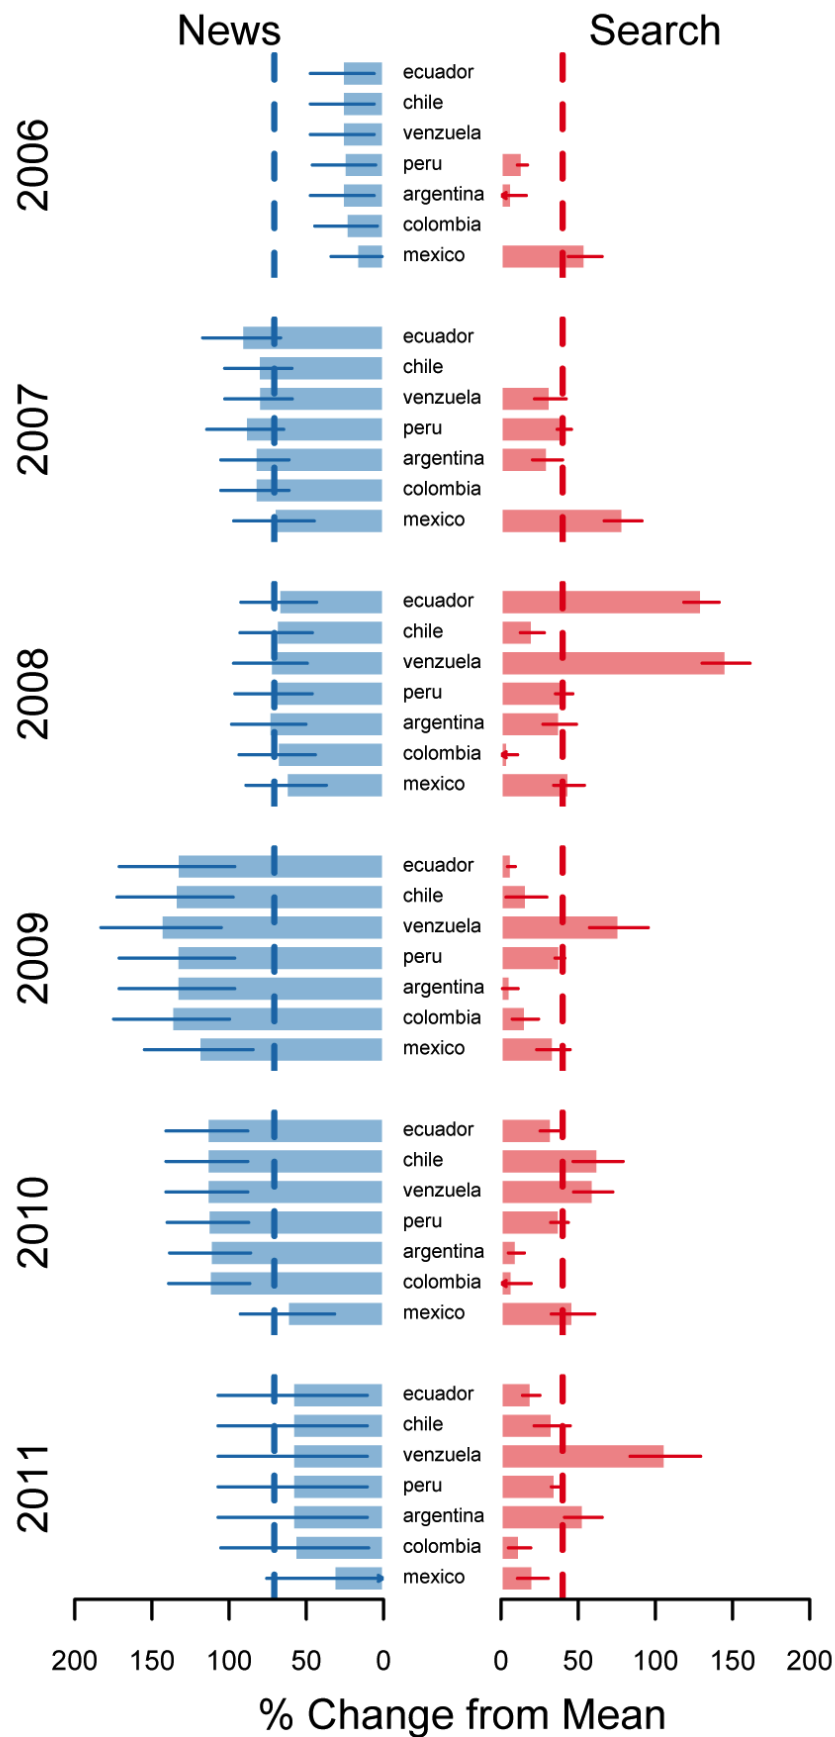 News Search
2006
ecuador
chile
venzuela
peru
argentina
colombia
mexico
2007
ecuador
chile
venzuela
peru
argentina
colombia
mexico
2008
ecuador
chile
venzuela
peru
argentina
colombia
mexico
2009
ecuador
chile
venzuela
peru
argentina
colombia
mexico
2010
ecuador
chile
venzuela
peru
argentina
colombia
mexico
2011
ecuador
chile
venzuela
peru
argentina
colombia
mexico
200 150 100 50 0 0 50 100 150 200
% Change from Mean